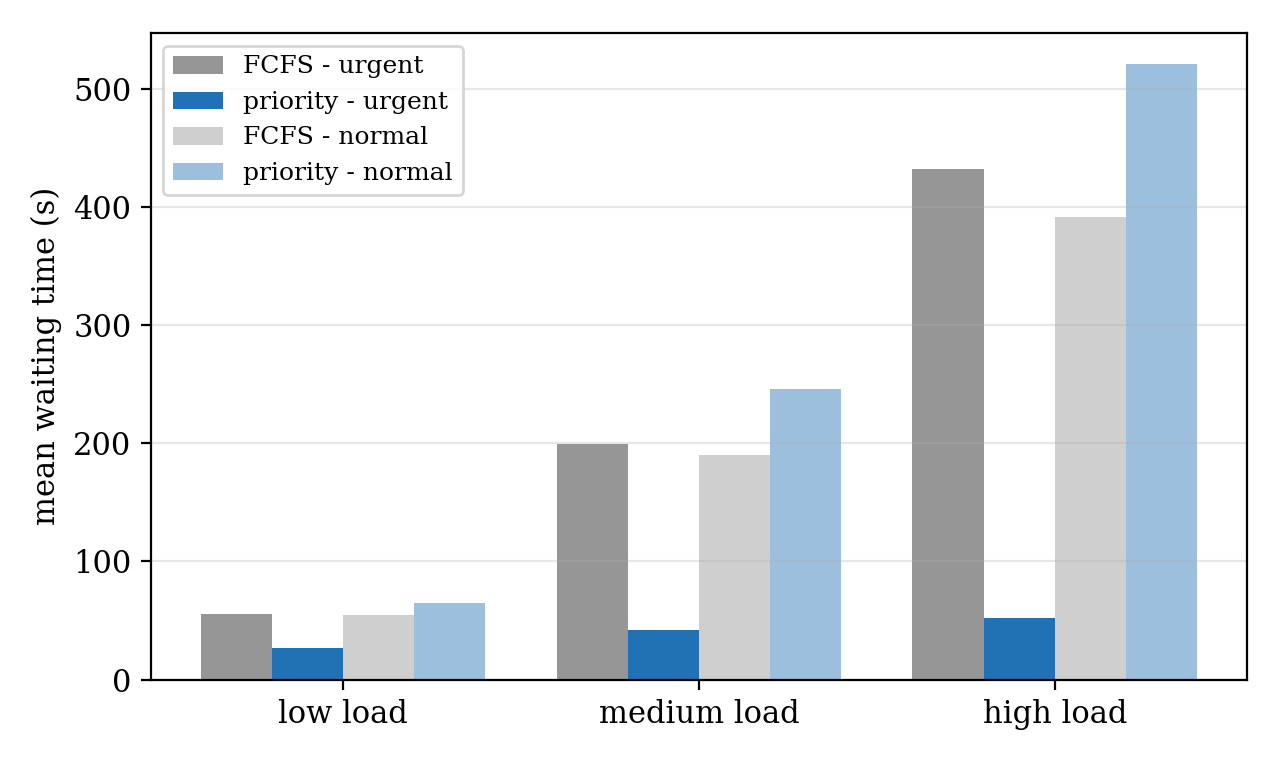 FCFS - urgent
priority - urgent
FCFS - normal
priority - normal
mean waiting time (s)
500
400
300
200
100
0
low load
medium load
high load